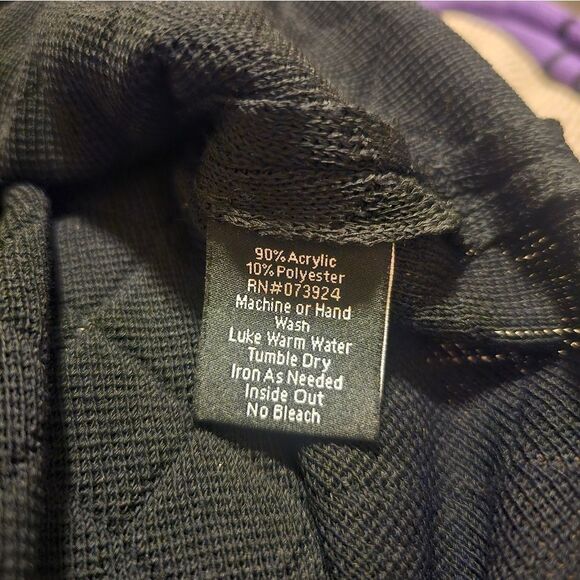 90% Acrylic
10% Polyester
RN#073924
Machine or Hand
Wash
Luke Warm Water
Tumble Dry
Iron As Needed
Inside Out
No Bleach